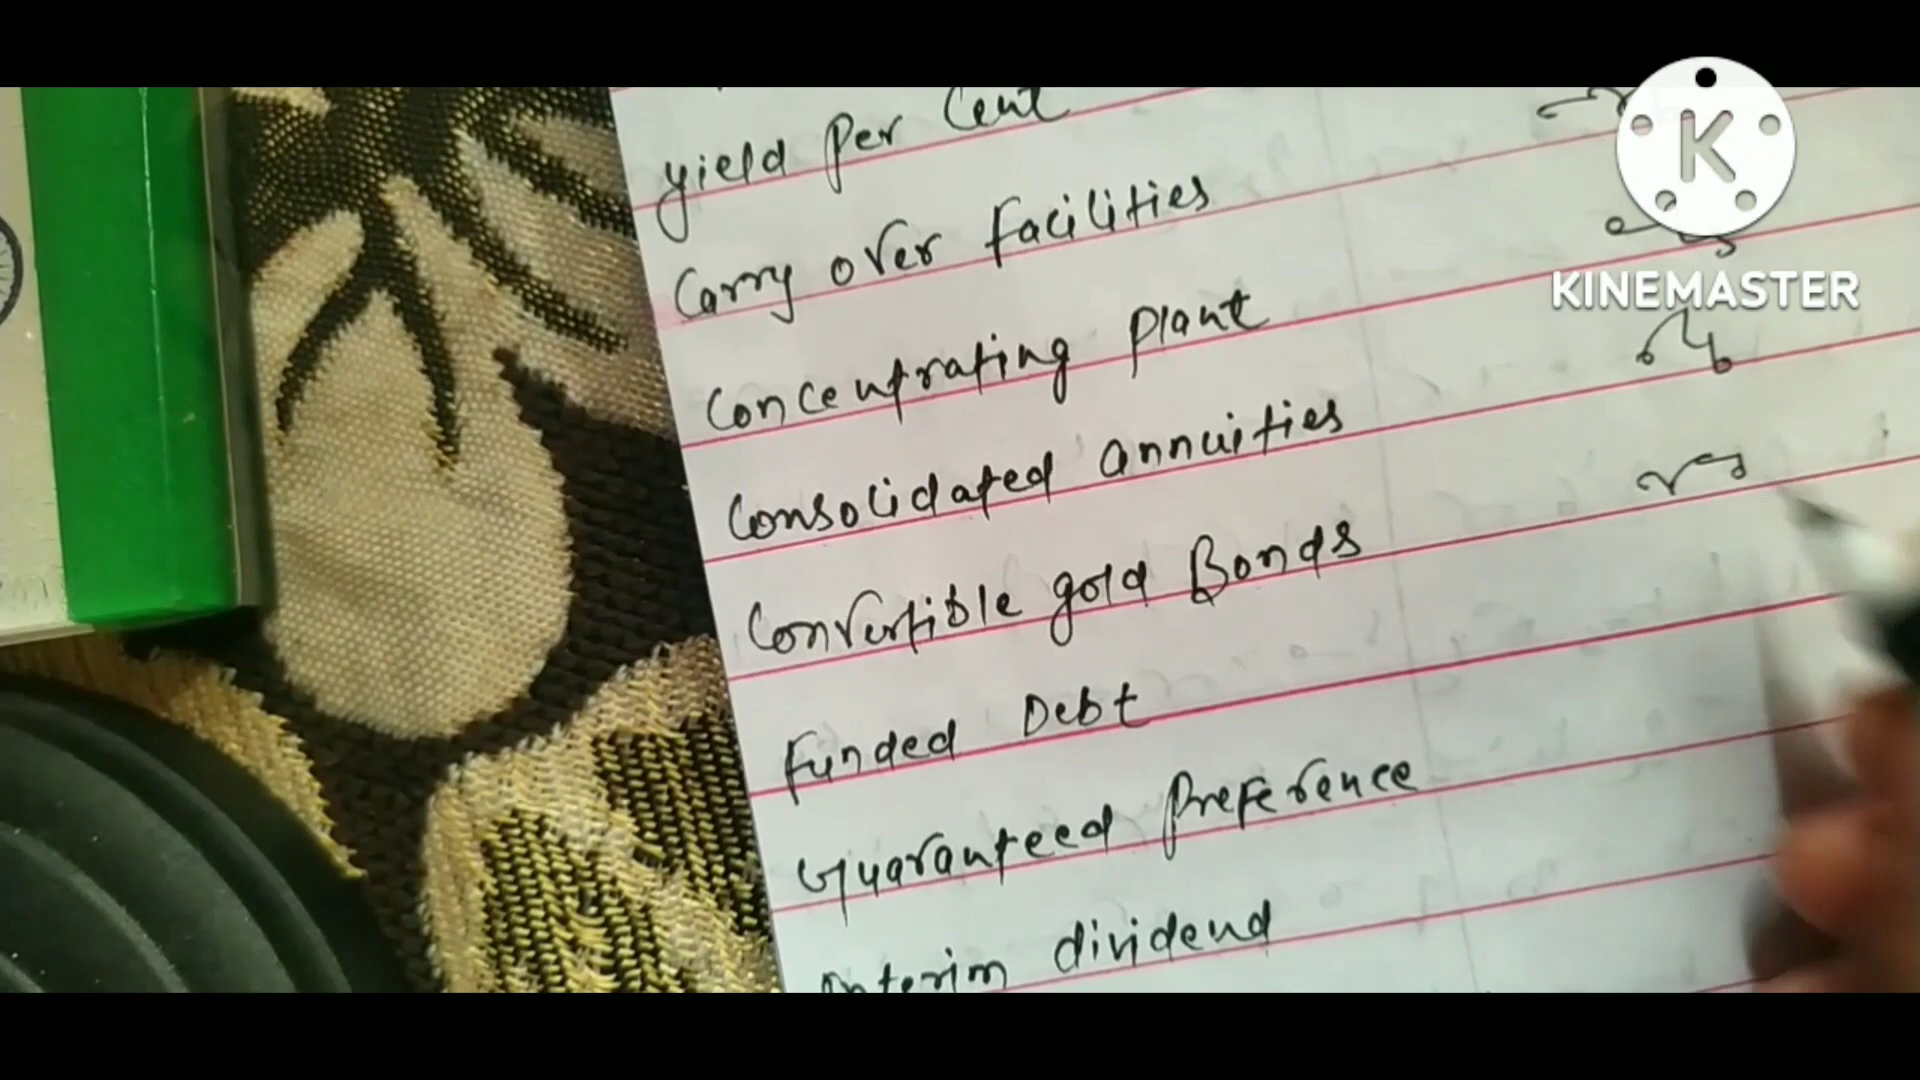 Yield Per Cent
Carry over facilities
Concentrating Plant
Consolidated annuities
Convertible gold Bonds
Funded Debt
Guaranteed Preference
Interim dividend
K
KINEMASTER